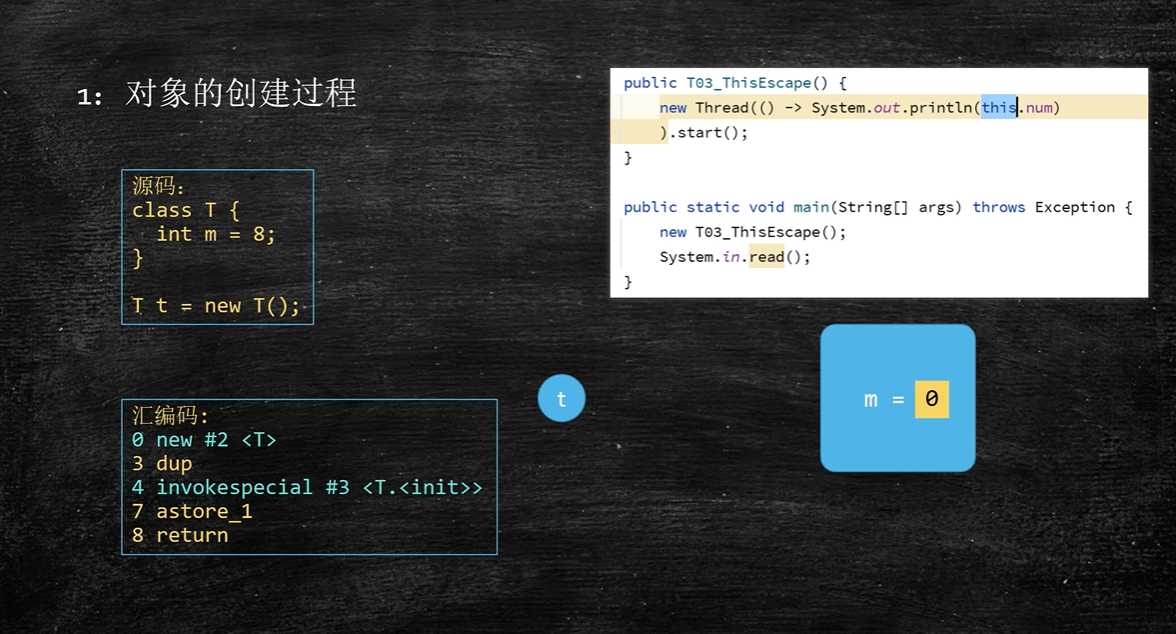 1: 对象的创建过程
源码:
class T {
int m = 8;
}
T t = new T();
汇编码:
0 new #2 <T>
3 dup
4 invokespecial #3 <T.<init>>
7 astore_1
8 return
public T03_ThisEscape() {
new Thread(() -> System.out.println(this.num)
).start();
}
public static void main(String[] args) throws Exception {
new T03_ThisEscape();
System.in.read();
}
t
m = 0